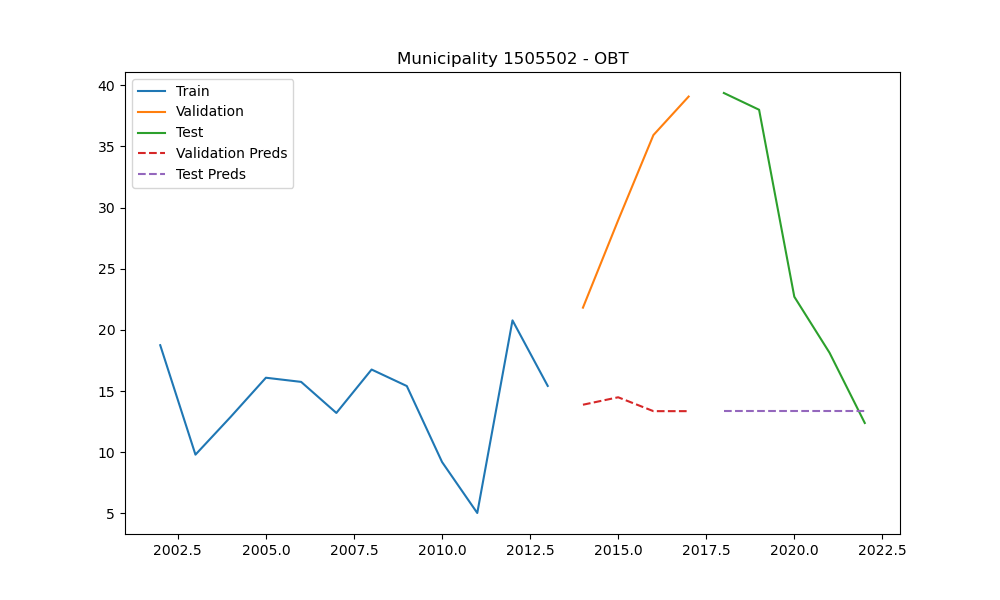 Municipality 1505502 - OBT
Train
Validation
Test
Validation Preds
Test Preds
40
35
30
25
20
15
10
5
2002.5 2005.0 2007.5 2010.0 2012.5 2015.0 2017.5 2020.0 2022.5